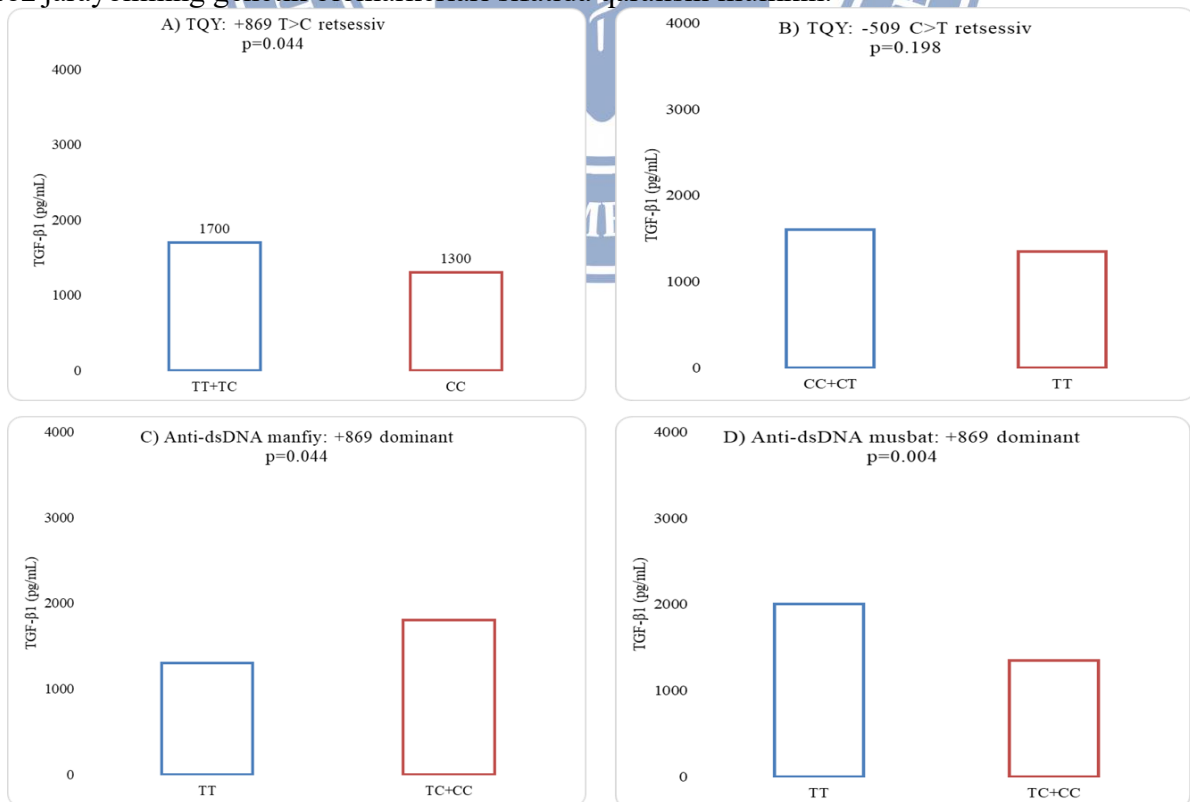 A) TQY: +869 T>C retsessiv
p=0.044
4000
3000
2000
1000
0
TGF-β1 (pg/mL)
1700
1300
TT+TC
CC
B) TQY: -509 C>T retsessiv
p=0.198
4000
3000
2000
1000
0
TGF-β1 (pg/mL)
CC+CT
TT
C) Anti-dsDNA manfiy: +869 dominant
p=0.044
4000
3000
2000
1000
0
TGF-β1 (pg/mL)
TT
TC+CC
D) Anti-dsDNA musbat: +869 dominant
p=0.004
4000
3000
2000
1000
0
TGF-β1 (pg/mL)
TT
TC+CC